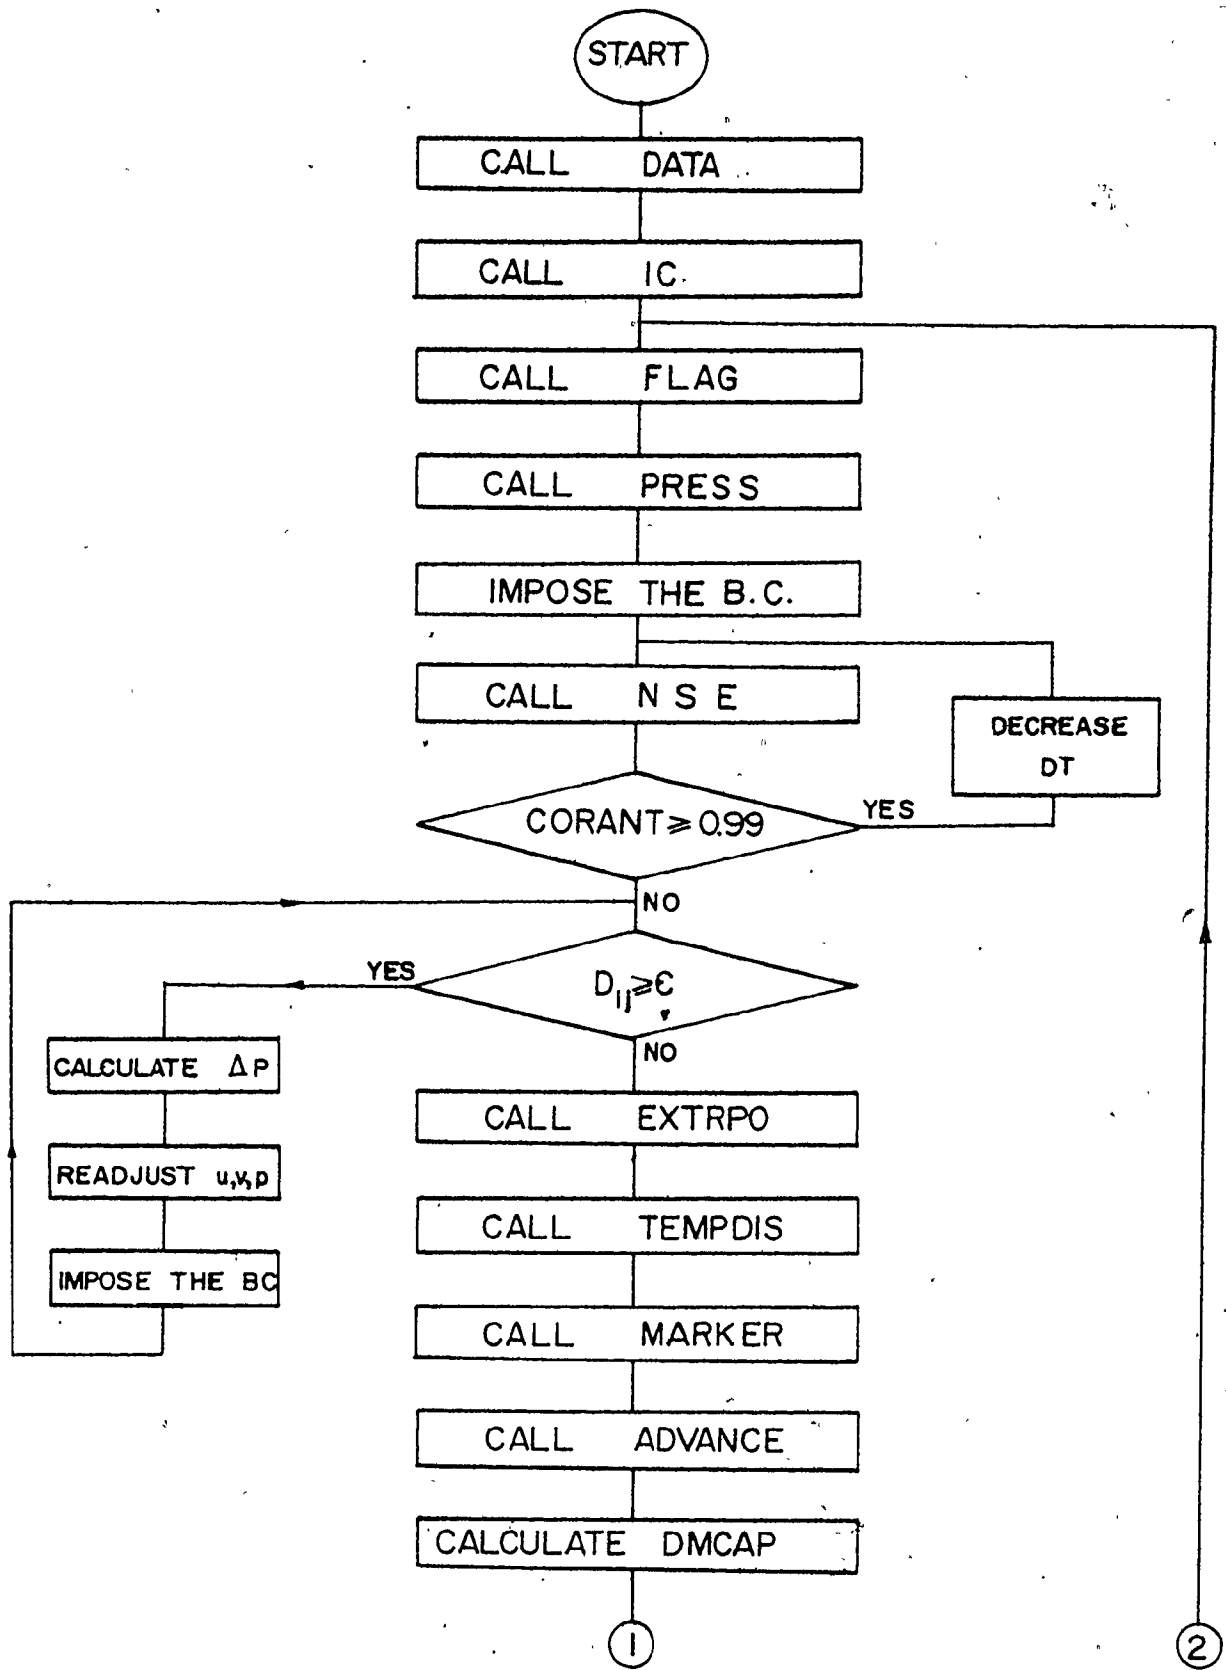 START
CALL DATA
CALL IC.
CALL FLAG
CALL PRESS
IMPOSE THE B.C.
CALL N S E
DECREASE
DT
CORANT ≥ 0.99
YES
NO
D_{ij} ≥ Є
YES
NO
CALCULATE ΔP
READJUST u,v,p
IMPOSE THE BC
CALL EXTRPO
CALL TEMPDIS
CALL MARKER
CALL ADVANCE
CALCULATE DMCAP
1
2